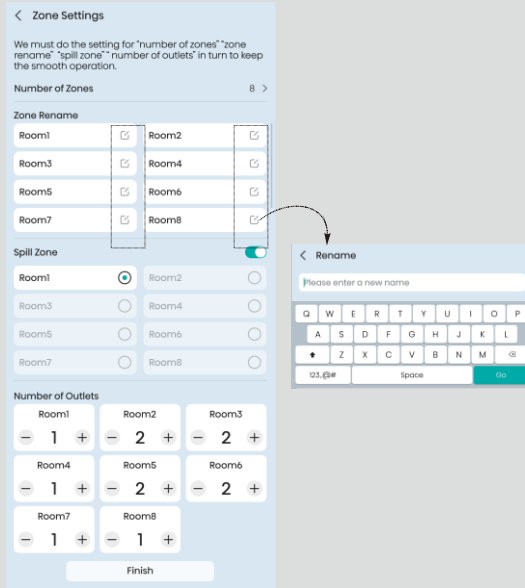 Zone Settings
We must do the setting for "number of zones" "zone
rename" "spill zone" "number of outlets" in turn to keep
the smooth operation.
Number of Zones 8 >
Zone Rename
Room1 Room2
Room3 Room4
Room5 Room6
Room7 Room8
Spill Zone
Room1 Room2
Room3 Room4
Room5 Room6
Room7 Room8
Number of Outlets
Room1 Room2 Room3
− 1 + − 2 + − 2 +
Room4 Room5 Room6
− 1 + − 2 + − 2 +
Room7 Room8
− 1 + − 1 +
Finish
Rename
Please enter a new name
Q W E R T Y U I O P
A S D F G H J K L
Z X C V B N M
123,@# Space Go